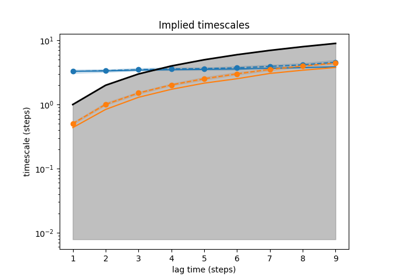 Implied timescales
10¹
10⁰
10⁻¹
10⁻²
timescale (steps)
1 2 3 4 5 6 7 8 9
lag time (steps)